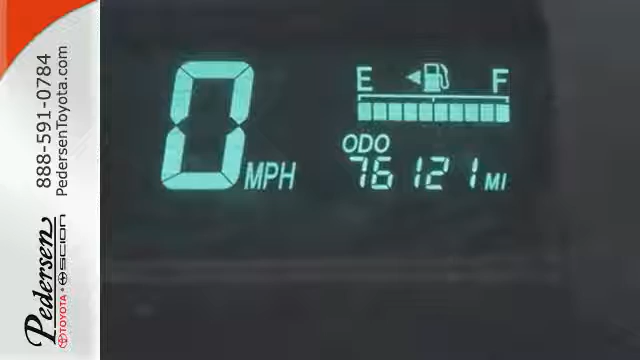 888-591-0784
PedersenToyota.com
Pedersen
TOYOTA • SCION
0 MPH
E F
ODO
76121 MI